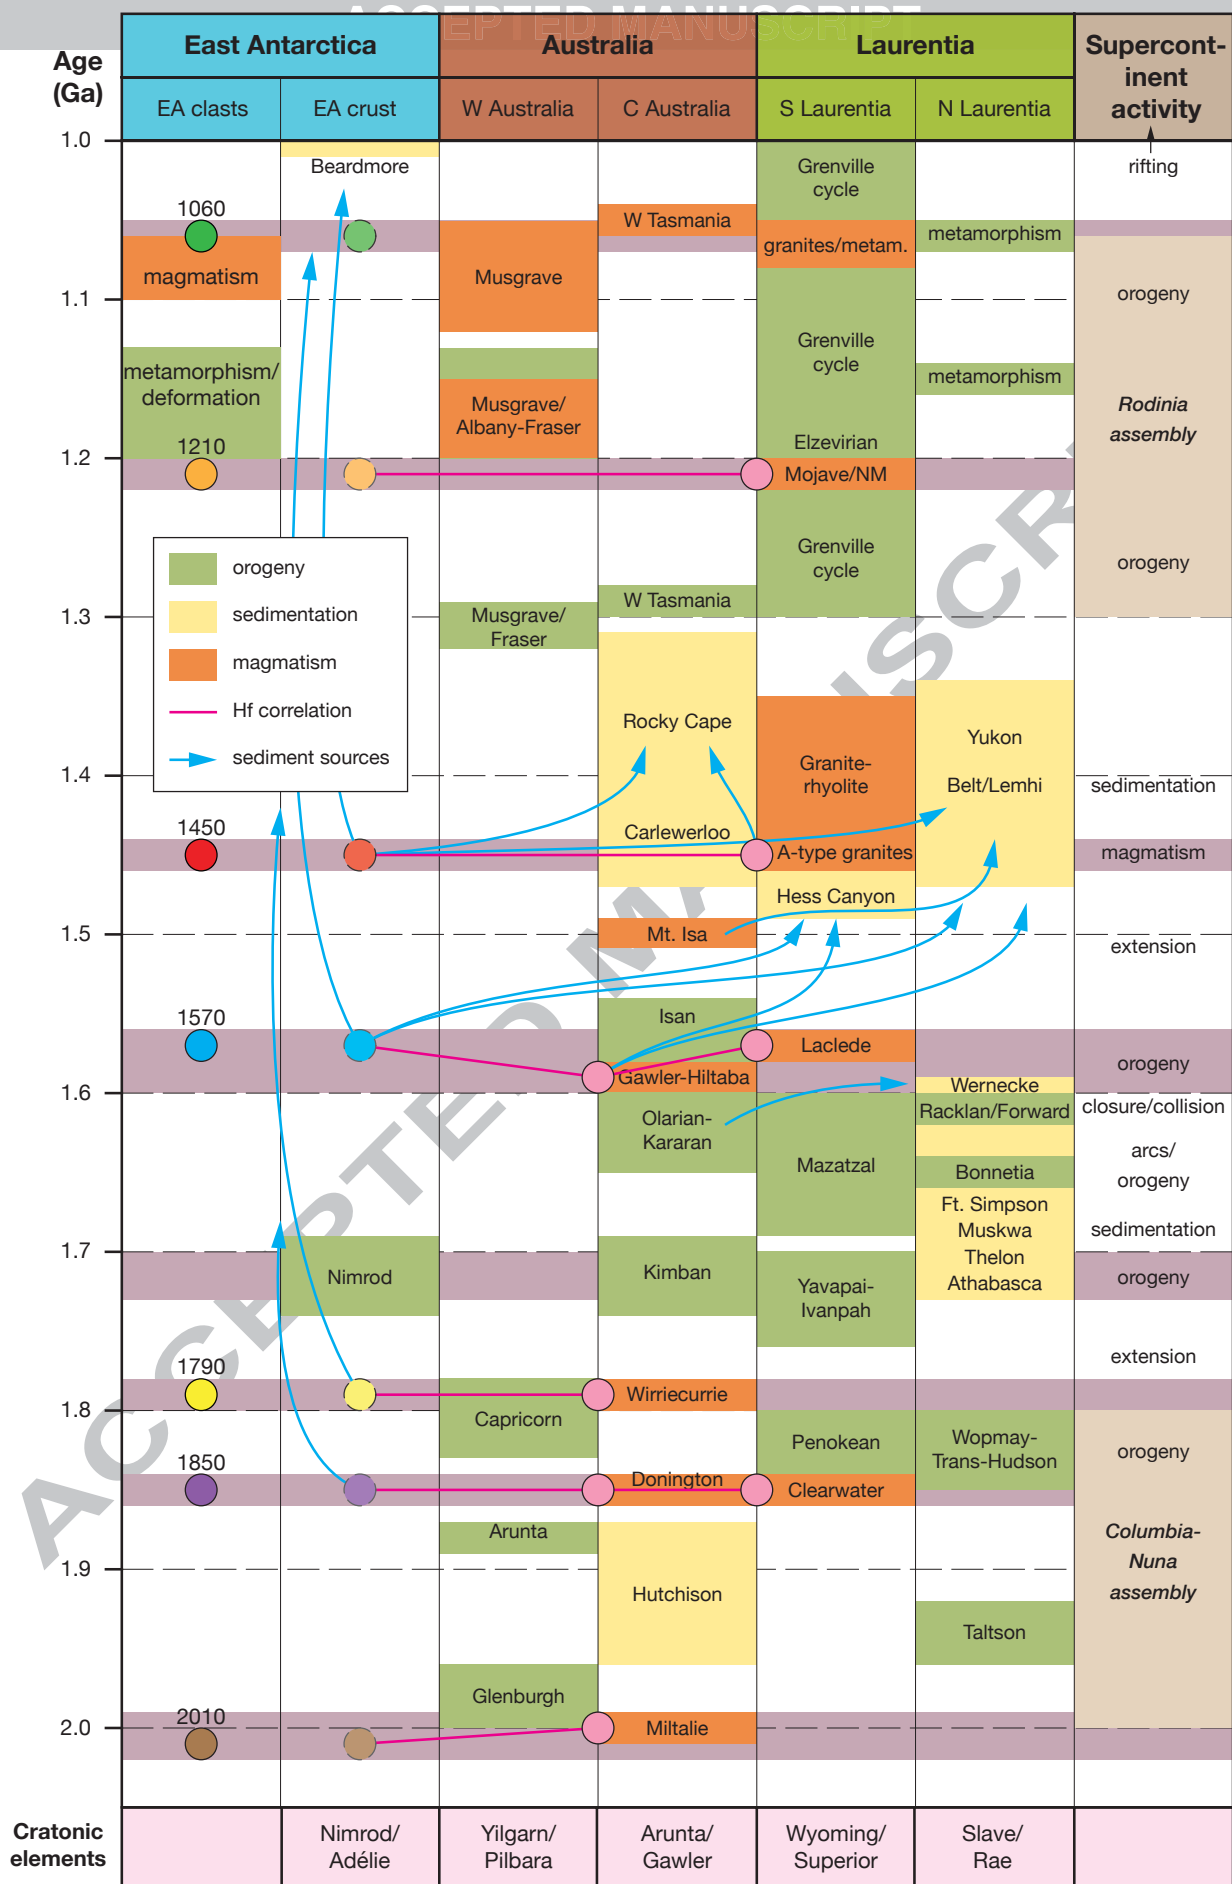 ACCEPTED MANUSCRIPT
East Antarctica
Australia
Laurentia
Supercont-
inent
activity
Age
(Ga)
EA clasts
EA crust
W Australia
C Australia
S Laurentia
N Laurentia
1.0
Beardmore
Grenville
cycle
rifting
1060
W Tasmania
granites/metam.
metamorphism
magmatism
Musgrave
orogeny
1.1
Grenville
cycle
metamorphism/
deformation
metamorphism
Musgrave/
Albany-Fraser
Rodinia
assembly
1210
Elzevirian
1.2
Mojave/NM
orogeny
sedimentation
magmatism
Hf correlation
sediment sources
Grenville
cycle
orogeny
W Tasmania
1.3
Musgrave/
Fraser
Rocky Cape
Yukon
Granite-
rhyolite
1.4
Belt/Lemhi
sedimentation
1450
Carlewerloo
A-type granites
magmatism
Hess Canyon
1.5
Mt. Isa
extension
1570
Isan
Laclede
orogeny
Gawler-Hiltaba
Wernecke
1.6
Racklan/Forward
closure/collision
Olarian-
Kararan
Mazatzal
Bonnetia
arcs/
orogeny
Ft. Simpson
Muskwa
Thelon
Athabasca
sedimentation
1.7
Nimrod
Kimban
Yavapai-
Ivanpah
orogeny
extension
1790
Wirriecurrie
1.8
Capricorn
Penokean
Wopmay-
Trans-Hudson
orogeny
1850
Donington
Clearwater
Arunta
Columbia-
Nuna
assembly
1.9
Hutchison
Taltson
Glenburgh
2010
2.0
Miltalie
Cratonic
elements
Nimrod/
Adélie
Yilgarn/
Pilbara
Arunta/
Gawler
Wyoming/
Superior
Slave/
Rae
ACCEPTED MANUSCRIPT